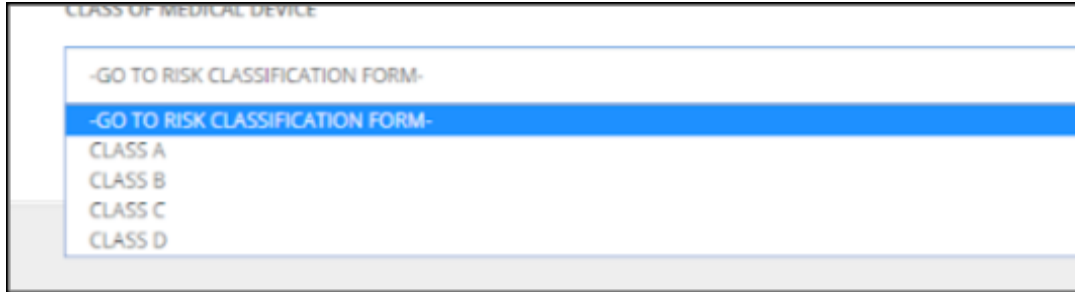 CLASS OF MEDICAL DEVICE
-GO TO RISK CLASSIFICATION FORM-
-GO TO RISK CLASSIFICATION FORM-
CLASS A
CLASS B
CLASS C
CLASS D